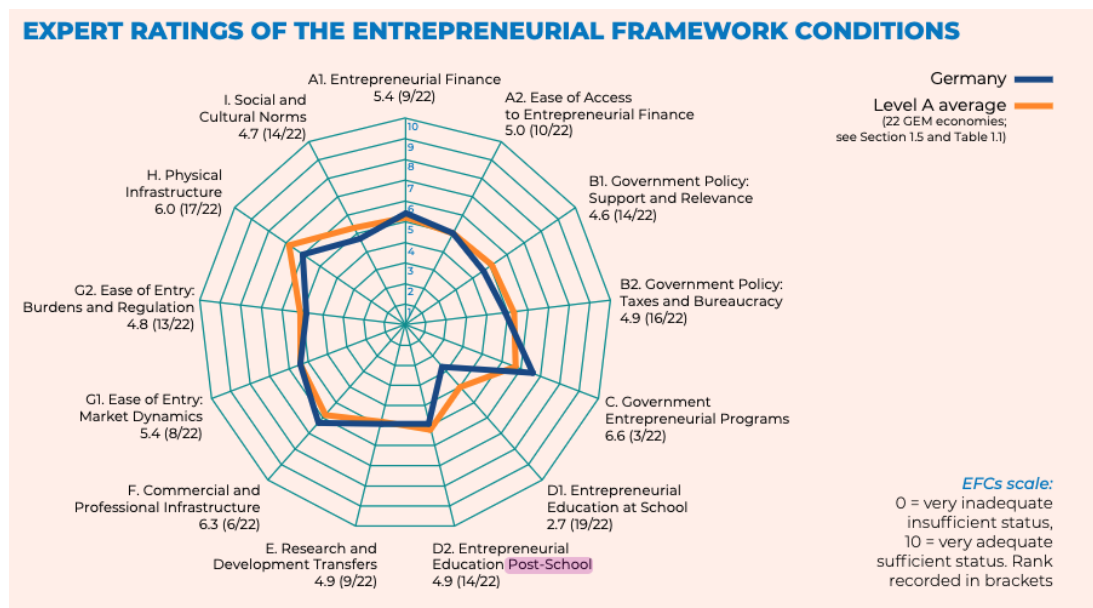 EXPERT RATINGS OF THE ENTREPRENEURIAL FRAMEWORK CONDITIONS
Germany
Level A average
(22 GEM economies;
see Section 1.5 and Table 1.1)
A1. Entrepreneurial Finance
5.4 (9/22)
A2. Ease of Access
to Entrepreneurial Finance
5.0 (10/22)
B1. Government Policy:
Support and Relevance
4.6 (14/22)
B2. Government Policy:
Taxes and Bureaucracy
4.9 (16/22)
C. Government
Entrepreneurial Programs
6.6 (3/22)
D1. Entrepreneurial
Education at School
2.7 (19/22)
D2. Entrepreneurial
Education Post-School
4.9 (14/22)
E. Research and
Development Transfers
4.9 (9/22)
F. Commercial and
Professional Infrastructure
6.3 (6/22)
G1. Ease of Entry:
Market Dynamics
5.4 (8/22)
G2. Ease of Entry:
Burdens and Regulation
4.8 (13/22)
H. Physical
Infrastructure
6.0 (17/22)
I. Social and
Cultural Norms
4.7 (14/22)
10
9
8
7
6
5
4
3
2
1
EFCs scale:
0 = very inadequate
insufficient status,
10 = very adequate
sufficient status. Rank
recorded in brackets